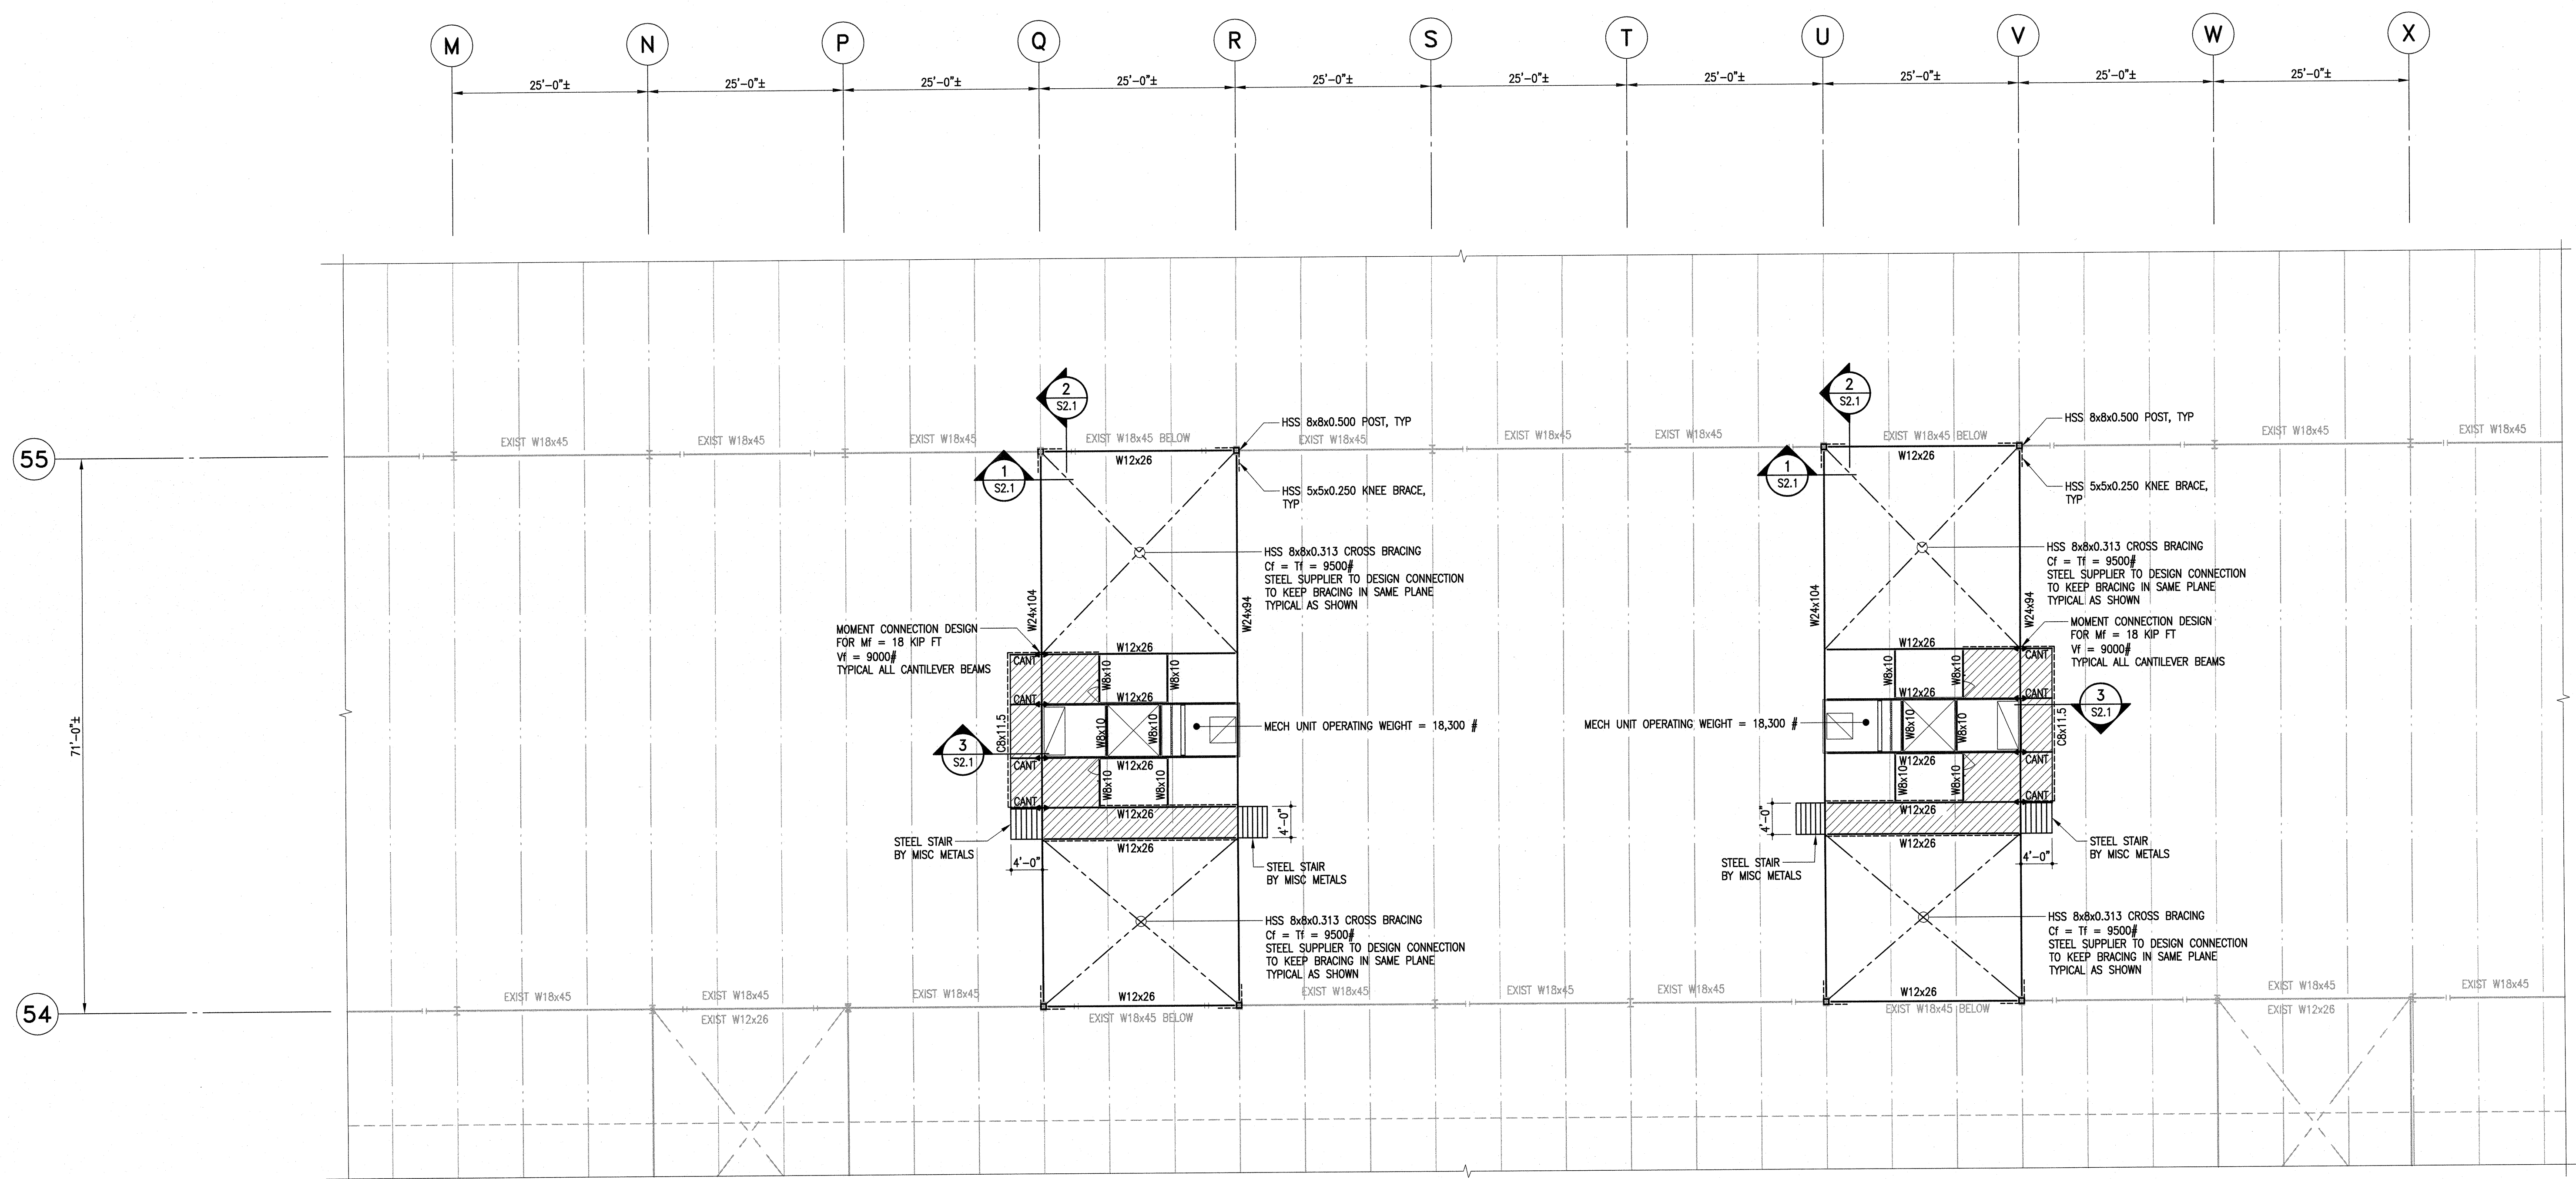 M N P Q R S T U V W X
25'-0"± 25'-0"± 25'-0"± 25'-0"± 25'-0"± 25'-0"± 25'-0"± 25'-0"± 25'-0"± 25'-0"±
2
S2.1
2
S2.1
55
EXIST W18x45
EXIST W18x45
EXIST W18x45
EXIST W18x45 BELOW
EXIST W18x45
EXIST W18x45
EXIST W18x45
EXIST W18x45 BELOW
EXIST W18x45
EXIST W18x45
HSS 8x8x0.500 POST, TYP
HSS 8x8x0.500 POST, TYP
W12x26
W12x26
1
S2.1
1
S2.1
HSS 5x5x0.250 KNEE BRACE,
TYP
HSS 5x5x0.250 KNEE BRACE,
TYP
HSS 8x8x0.313 CROSS BRACING
Cf = Tf = 9500#
STEEL SUPPLIER TO DESIGN CONNECTION
TO KEEP BRACING IN SAME PLANE
TYPICAL AS SHOWN
HSS 8x8x0.313 CROSS BRACING
Cf = Tf = 9500#
STEEL SUPPLIER TO DESIGN CONNECTION
TO KEEP BRACING IN SAME PLANE
TYPICAL AS SHOWN
W24x104
W24x94
W24x104
W24x94
MOMENT CONNECTION DESIGN
FOR Mf = 18 KIP FT
Vf = 9000#
TYPICAL ALL CANTILEVER BEAMS
MOMENT CONNECTION DESIGN
FOR Mf = 18 KIP FT
Vf = 9000#
TYPICAL ALL CANTILEVER BEAMS
71'-0"±
W12x26
CANT
W8x10
W8x10
CANT
W12x26
C8x11.5
W8x10
W8x10
MECH UNIT OPERATING WEIGHT = 18,300 #
3
S2.1
CANT
W12x26
W8x10
W8x10
CANT
W12x26
4'-0"
STEEL STAIR
BY MISC METALS
W12x26
4'-0"
STEEL STAIR
BY MISC METALS
W12x26
CANT
W8x10
W8x10
W12x26
CANT
MECH UNIT OPERATING WEIGHT = 18,300 #
W8x10
W8x10
C8x11.5
3
S2.1
W12x26
CANT
W8x10
W8x10
CANT
W12x26
4'-0"
W12x26
STEEL STAIR
BY MISC METALS
4'-0"
STEEL STAIR
BY MISC METALS
HSS 8x8x0.313 CROSS BRACING
Cf = Tf = 9500#
STEEL SUPPLIER TO DESIGN CONNECTION
TO KEEP BRACING IN SAME PLANE
TYPICAL AS SHOWN
HSS 8x8x0.313 CROSS BRACING
Cf = Tf = 9500#
STEEL SUPPLIER TO DESIGN CONNECTION
TO KEEP BRACING IN SAME PLANE
TYPICAL AS SHOWN
54
EXIST W18x45
EXIST W18x45
EXIST W12x26
EXIST W18x45
W12x26
EXIST W18x45 BELOW
EXIST W18x45
EXIST W18x45
EXIST W18x45
W12x26
EXIST W18x45 BELOW
EXIST W18x45
EXIST W12x26
EXIST W18x45